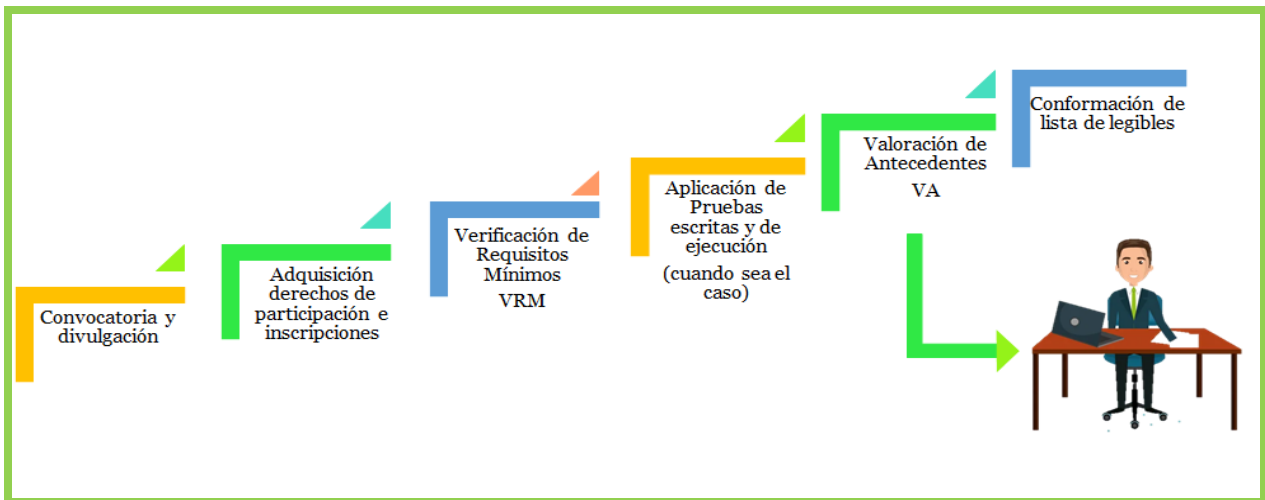 Convocatoria y
divulgación
Adquisición
derechos de
participación e
inscripciones
Verificación de
Requisitos
Mínimos
VRM
Aplicación de
Pruebas
escritas y de
ejecución
(cuando sea el
caso)
Valoración de
Antecedentes
VA
Conformación de
lista de legibles